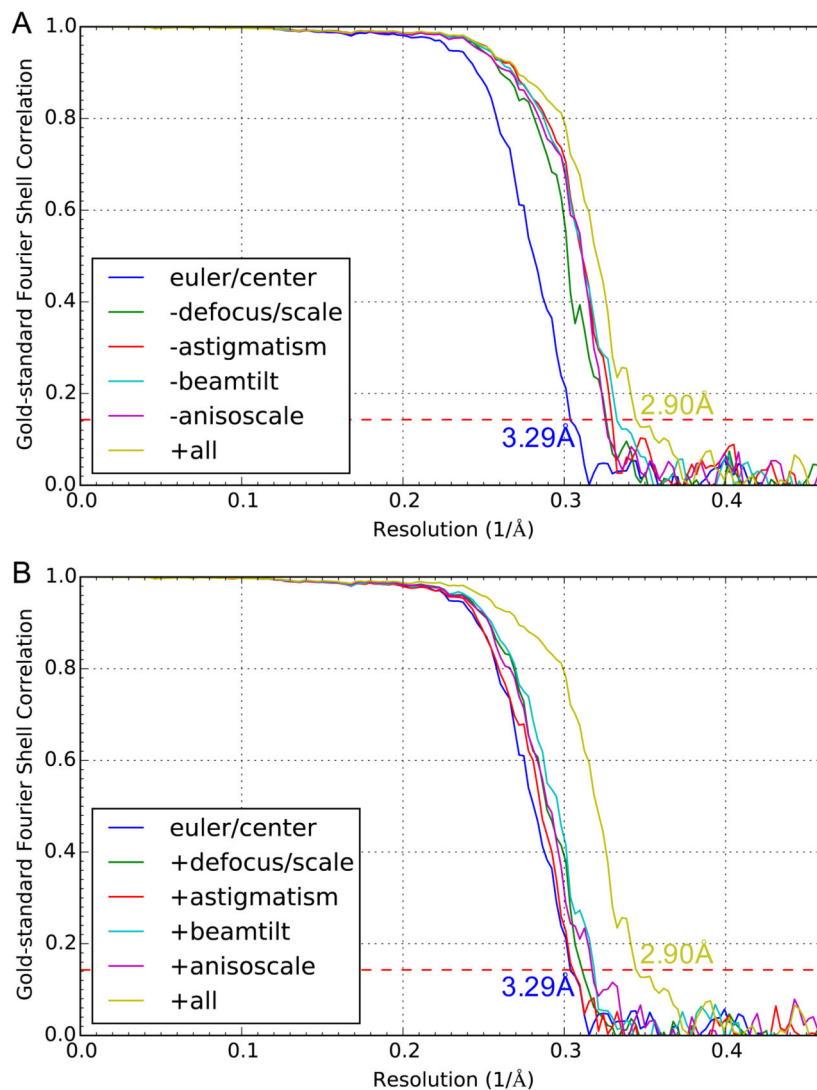 A
Gold-standard Fourier Shell Correlation
1.0
0.8
0.6
0.4
0.2
0.0
euler/center
-defocus/scale
-astigmatism
-beamtilt
-anisoscale
+all
2.90Å
3.29Å
0.0 0.1 0.2 0.3 0.4
Resolution (1/Å)
B
Gold-standard Fourier Shell Correlation
1.0
0.8
0.6
0.4
0.2
0.0
euler/center
+defocus/scale
+astigmatism
+beamtilt
+anisoscale
+all
2.90Å
3.29Å
0.0 0.1 0.2 0.3 0.4
Resolution (1/Å)